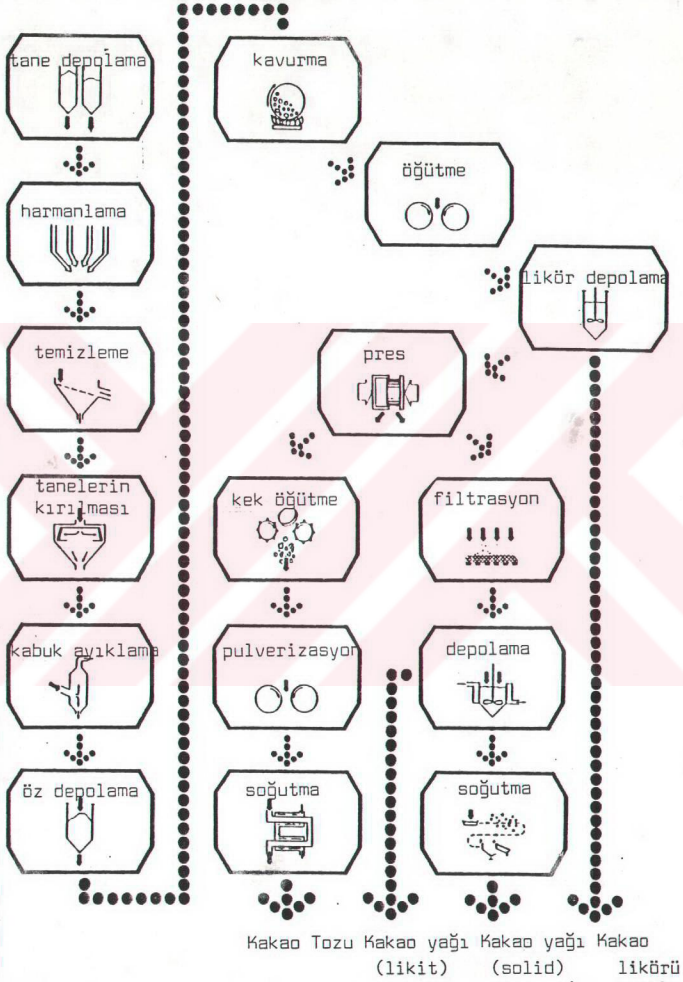 tane depolama
harmanlama
temizleme
tanelerin
kırılması
kabuk ayıklama
öz depolama
kavurma
öğütme
likör depolama
pres
kek öğütme
pulverizasyon
soğutma
filtrasyon
depolama
soğutma
Kakao Tozu Kakao yağı Kakao yağı Kakao
(likit) (solid) likörü